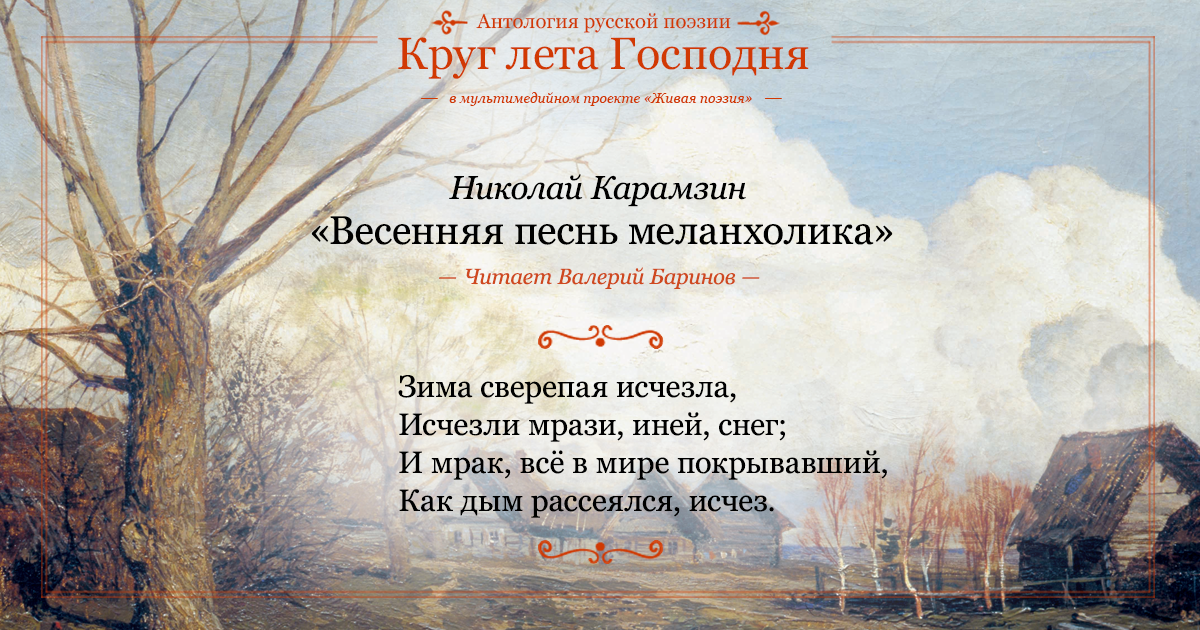 Антология русской поэзии
Круг лета Господня
— в мультимедийном проекте «Живая поэзия» —
Николай Карамзин
«Весенняя песнь меланхолика»
— Читает Валерий Баринов —
Зима сверепая исчезла,
Исчезли мрази, иней, снег;
И мрак, всё в мире покрывавший,
Как дым рассеялся, исчез.